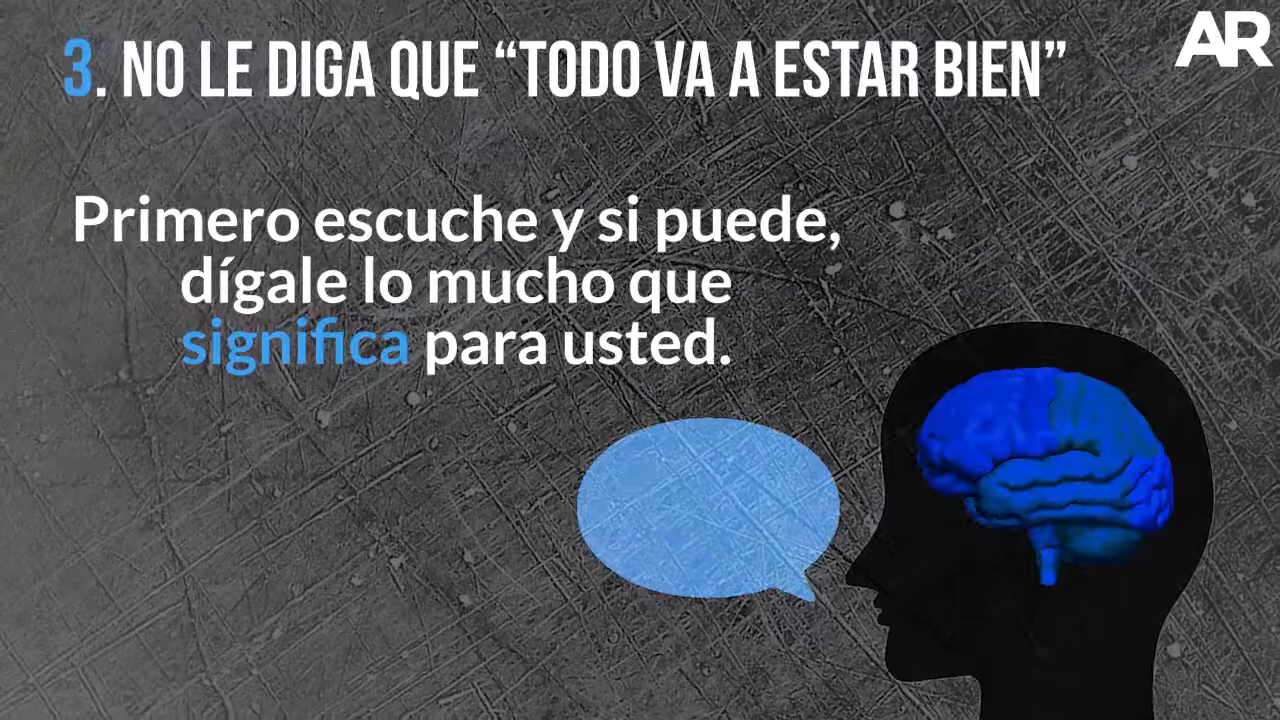 3. NO LE DIGA QUE “TODO VA A ESTAR BIEN”
AR
Primero escuche y si puede,
dígale lo mucho que
significa para usted.